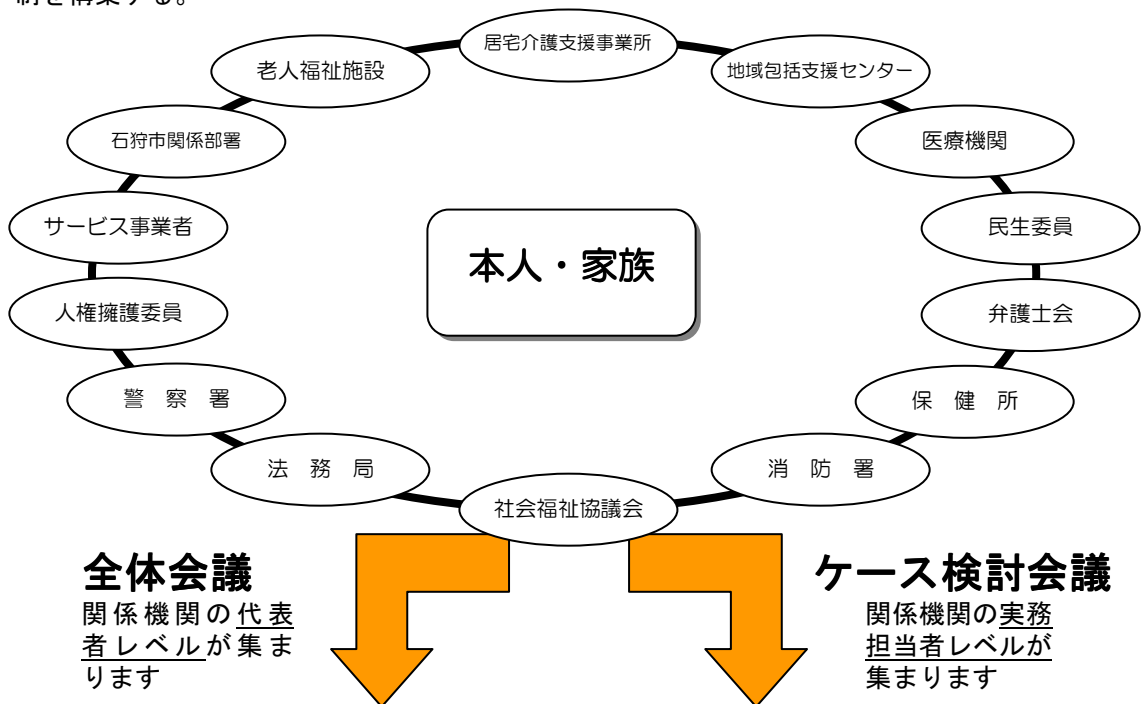 制を構築する。
居宅介護支援事業所
老人福祉施設
地域包括支援センター
石狩市関係部署
医療機関
サービス事業者
民生委員
本人・家族
人権擁護委員
弁護士会
警 察 署
保 健 所
法 務 局
消 防 署
社会福祉協議会
全体会議
関係機関の代表
者レベルが集ま
ります
ケース検討会議
関係機関の実務
担当者レベルが
集まります